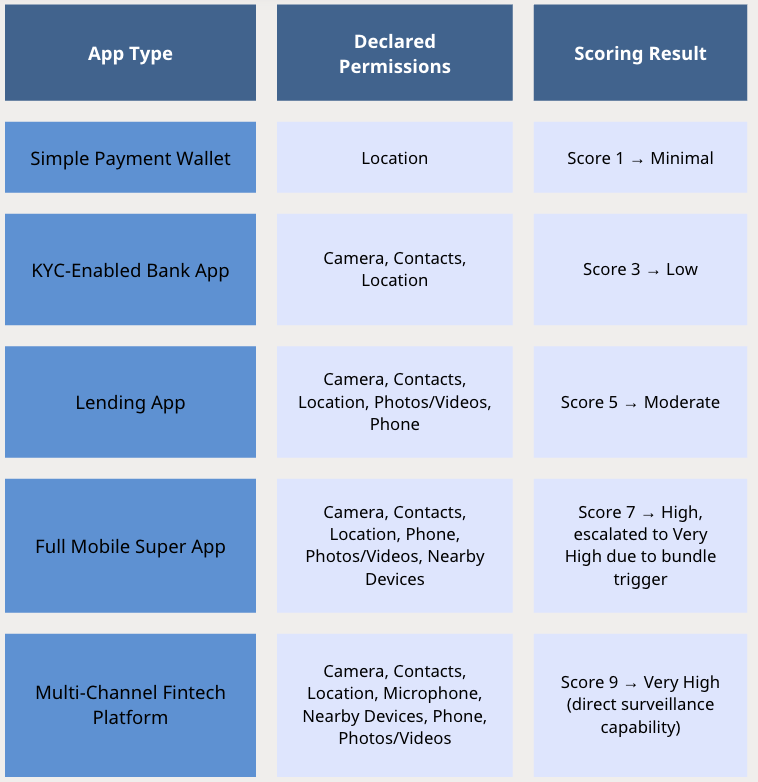 App Type
Declared
Permissions
Scoring Result
Simple Payment Wallet
Location
Score 1 → Minimal
KYC-Enabled Bank App
Camera, Contacts,
Location
Score 3 → Low
Lending App
Camera, Contacts,
Location, Photos/Videos,
Phone
Score 5 → Moderate
Full Mobile Super App
Camera, Contacts,
Location, Phone,
Photos/Videos, Nearby
Devices
Score 7 → High,
escalated to Very
High due to bundle
trigger
Multi-Channel Fintech
Platform
Camera, Contacts,
Location, Microphone,
Nearby Devices, Phone,
Photos/Videos
Score 9 → Very High
(direct surveillance
capability)